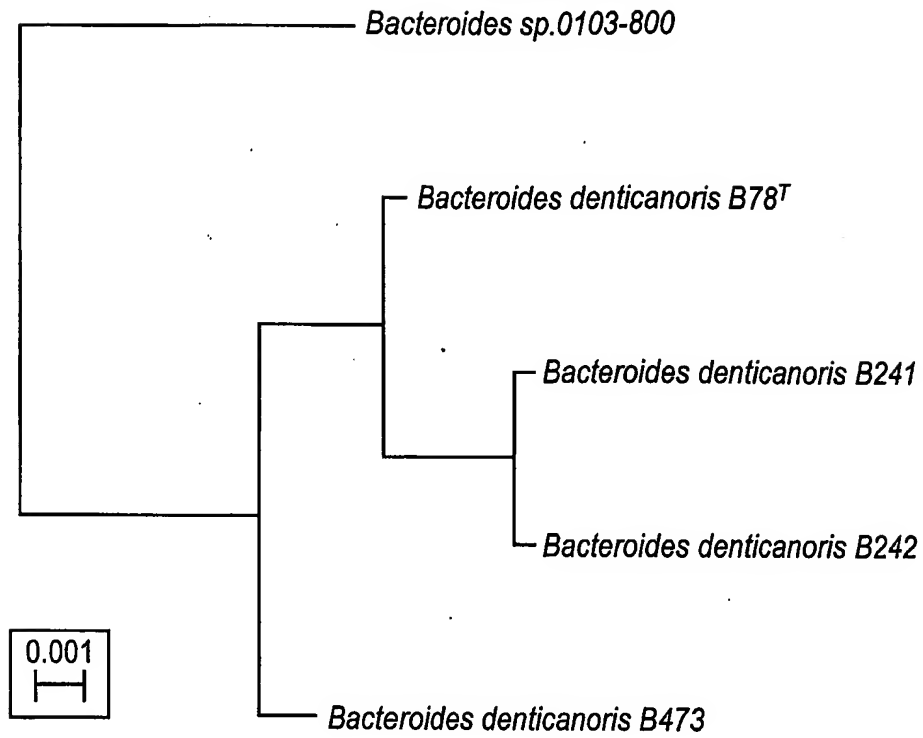 Bacteroides sp.0103-800
Bacteroides denticanoris B78ᵀ
Bacteroides denticanoris B241
Bacteroides denticanoris B242
0.001
Bacteroides denticanoris B473